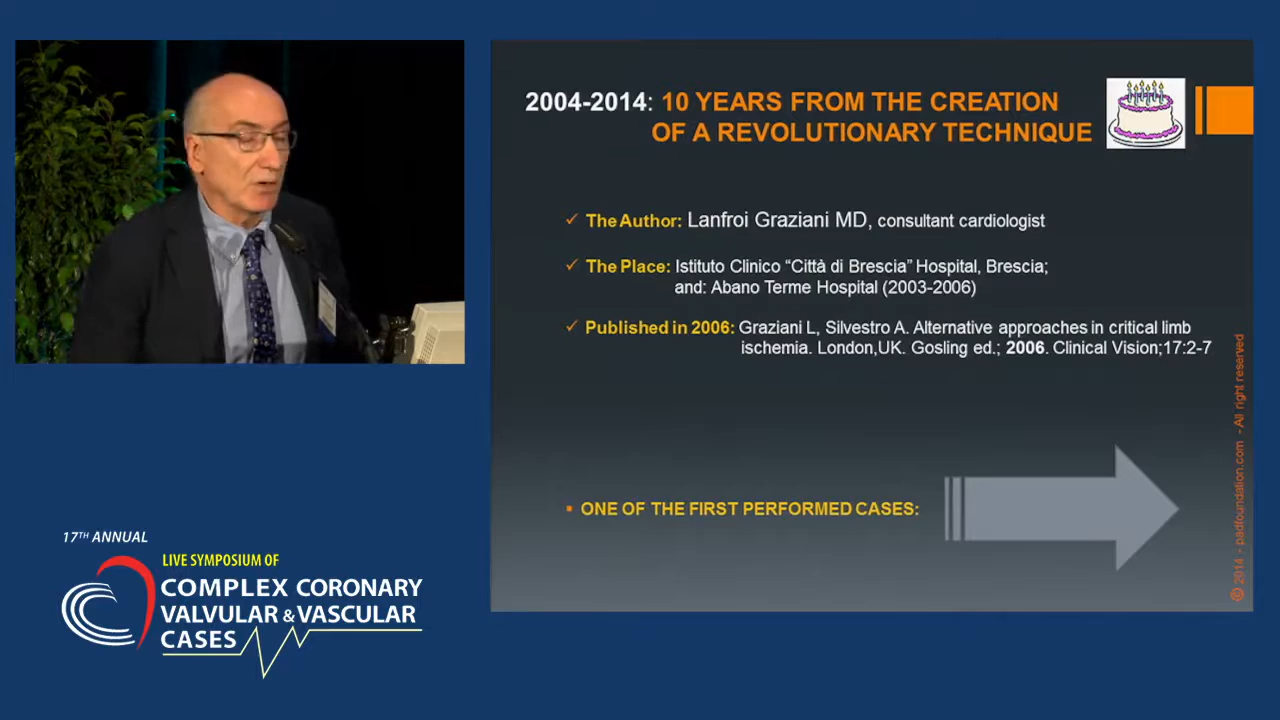 2004-2014: 10 YEARS FROM THE CREATION
OF A REVOLUTIONARY TECHNIQUE
✓ The Author: Lanfroi Graziani MD, consultant cardiologist
✓ The Place: Istituto Clinico “Città di Brescia” Hospital, Brescia;
and: Abano Terme Hospital (2003-2006)
✓ Published in 2006: Graziani L, Silvestro A. Alternative approaches in critical limb
ischemia. London,UK. Gosling ed.; 2006. Clinical Vision;17:2-7
▪ ONE OF THE FIRST PERFORMED CASES:
© 2014 - padfoundation.com - All right reserved
17TH ANNUAL
LIVE SYMPOSIUM OF
COMPLEX CORONARY
VALVULAR & VASCULAR
CASES